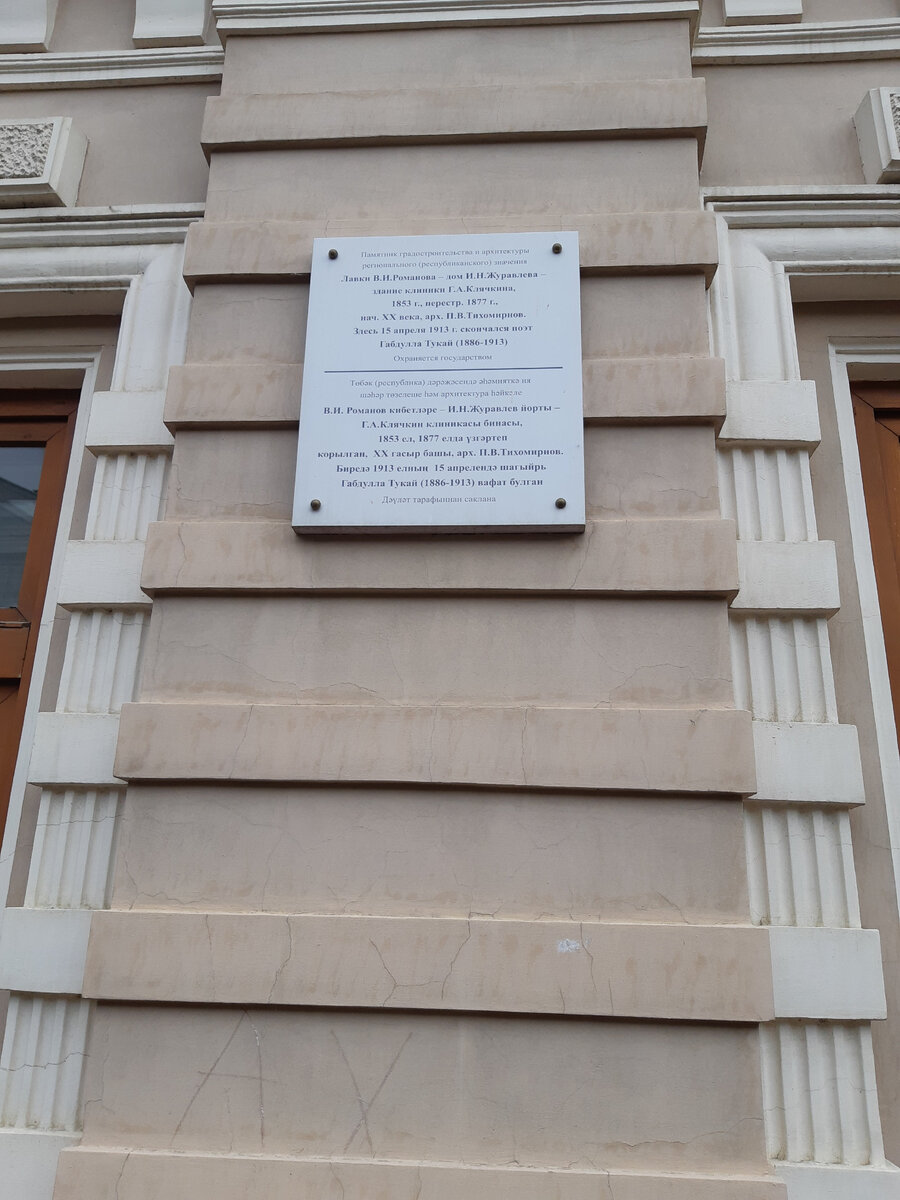 Памятник градостроительства и архитектуры
регионального (республиканского) значения
Лавки В.И.Романова – дом И.Н.Журавлева –
здание клиники Г.А.Клячкина,
1853 г., перестр. 1877 г.,
нач. XX века, арх. П.В.Тихомирнов.
Здесь 15 апреля 1913 г. скончался поэт
Габдулла Тукай (1886-1913)
Охраняется государством
Төбәк (республика) дәрәҗәсендә әһәмияткә ия
шәһәр төзелеше һәм архитектура һәйкәле
В.И. Романов кибетләре – И.Н.Журавлев йорты –
Г.А.Клячкин клиникасы бинасы,
1853 ел, 1877 елда үзгәртеп
корылган, XX гасыр башы, арх. П.В.Тихомирнов.
Биредә 1913 елның 15 апрелендә шагыйрь
Габдулла Тукай (1886-1913) вафат булган
Дәүләт тарафыннан саклана